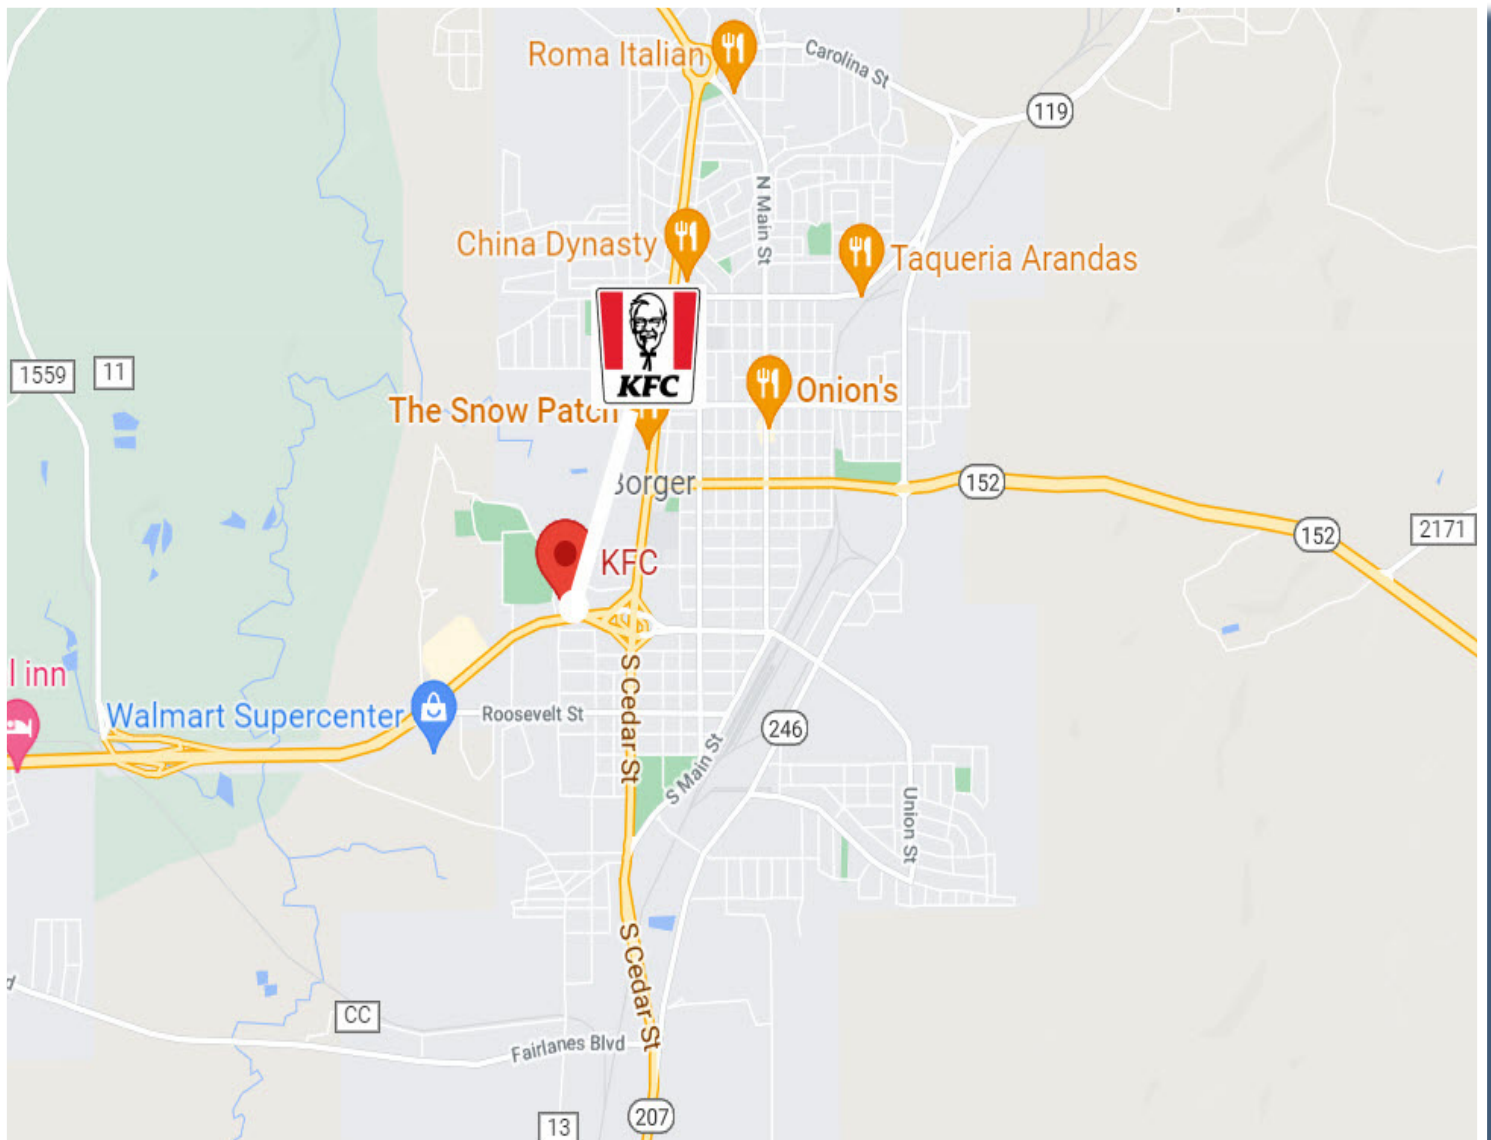 Roma Italian
Carolina St
119
N Main St
China Dynasty
Taqueria Arandas
1559
11
KFC
Onion's
The Snow Patch
Borger
152
152
2171
KFC
l inn
Walmart Supercenter
Roosevelt St
S Cedar St
246
S Main St
Union St
S Cedar St
CC
Fairlanes Blvd
13
207